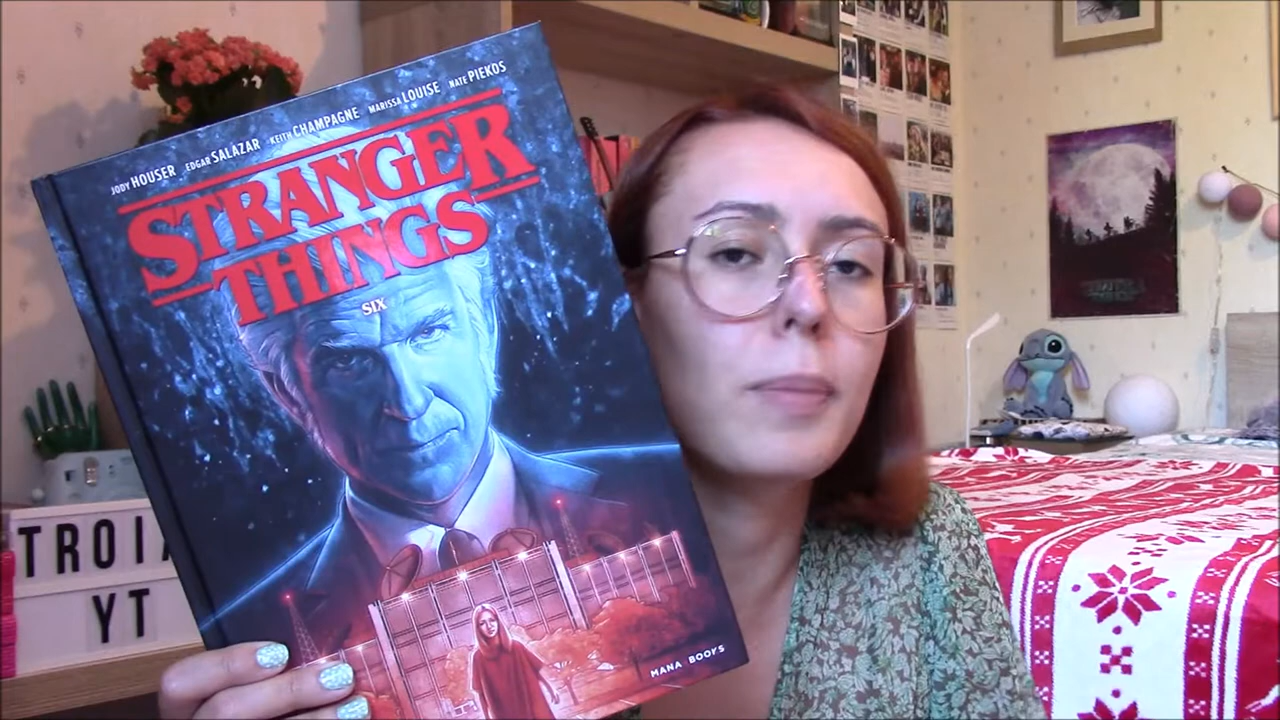 JODY HOUSER EDGAR SALAZAR KEITH CHAMPAGNE MARISSA LOUISE NATE PIEKOS
STRANGER
THINGS
SIX
MANA BOOKS
TROIA
YT